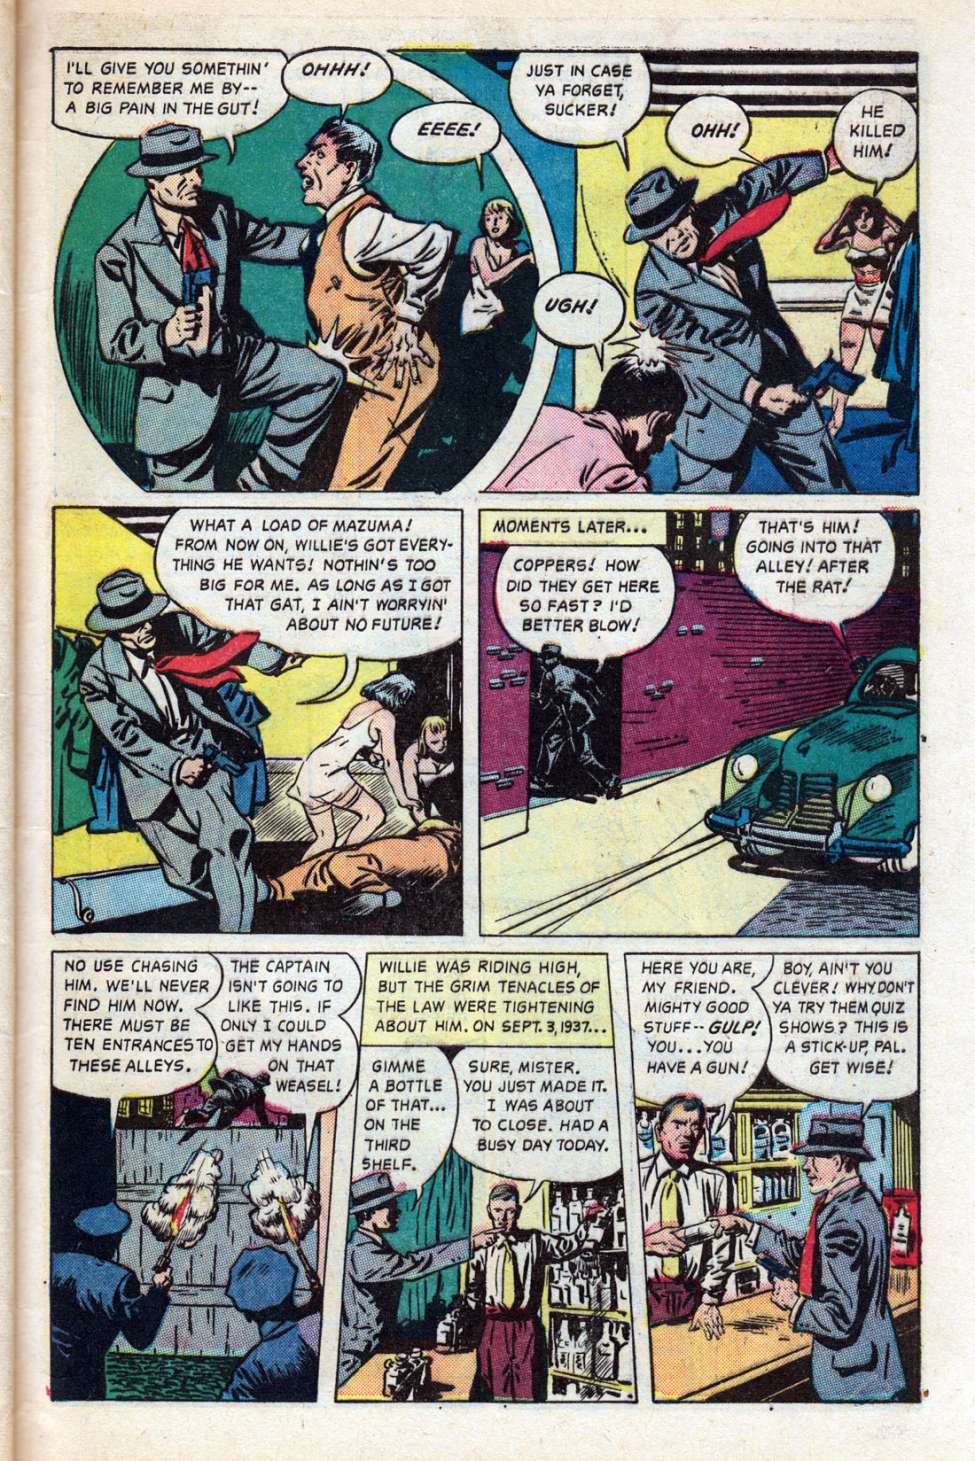 I'LL GIVE YOU SOMETHIN'
TO REMEMBER ME BY--
A BIG PAIN IN THE GUT!
OHHH!
EEEE!
JUST IN CASE
YA FORGET,
SUCKER!
OHH!
HE
KILLED
HIM!
UGH!
WHAT A LOAD OF MAZUMA!
FROM NOW ON, WILLIE'S GOT EVERY-
THING HE WANTS! NOTHIN'S TOO
BIG FOR ME. AS LONG AS I GOT
THAT GAT, I AIN'T WORRYIN'
ABOUT NO FUTURE!
MOMENTS LATER...
COPPERS! HOW
DID THEY GET HERE
SO FAST? I'D
BETTER BLOW!
THAT'S HIM!
GOING INTO THAT
ALLEY! AFTER
THE RAT!
NO USE CHASING
HIM. WE'LL NEVER
FIND HIM NOW.
THERE MUST BE
TEN ENTRANCES TO
THESE ALLEYS.
THE CAPTAIN
ISN'T GOING TO
LIKE THIS. IF
ONLY I COULD
GET MY HANDS
ON THAT
WEASEL!
WILLIE WAS RIDING HIGH,
BUT THE GRIM TENACLES OF
THE LAW WERE TIGHTENING
ABOUT HIM. ON SEPT. 3, 1937...
GIMME
A BOTTLE
OF THAT...
ON THE
THIRD
SHELF.
SURE, MISTER.
YOU JUST MADE IT.
I WAS ABOUT
TO CLOSE. HAD A
BUSY DAY TODAY.
HERE YOU ARE,
MY FRIEND.
MIGHTY GOOD
STUFF-- GULP!
YOU...YOU
HAVE A GUN!
BOY, AIN'T YOU
CLEVER! WHY DON'T
YA TRY THEM QUIZ
SHOWS? THIS IS
A STICK-UP, PAL.
GET WISE!